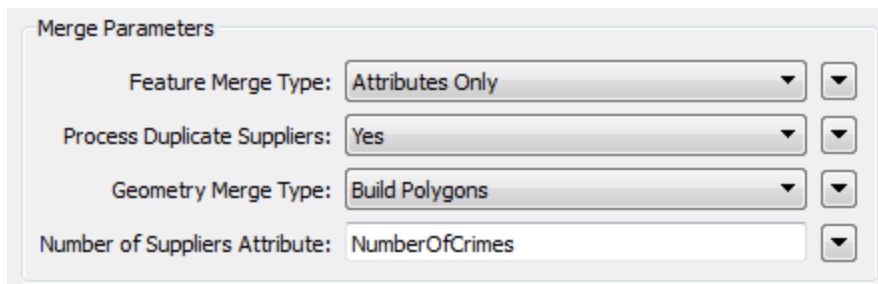 Merge Parameters
Feature Merge Type: Attributes Only
Process Duplicate Suppliers: Yes
Geometry Merge Type: Build Polygons
Number of Suppliers Attribute: NumberOfCrimes